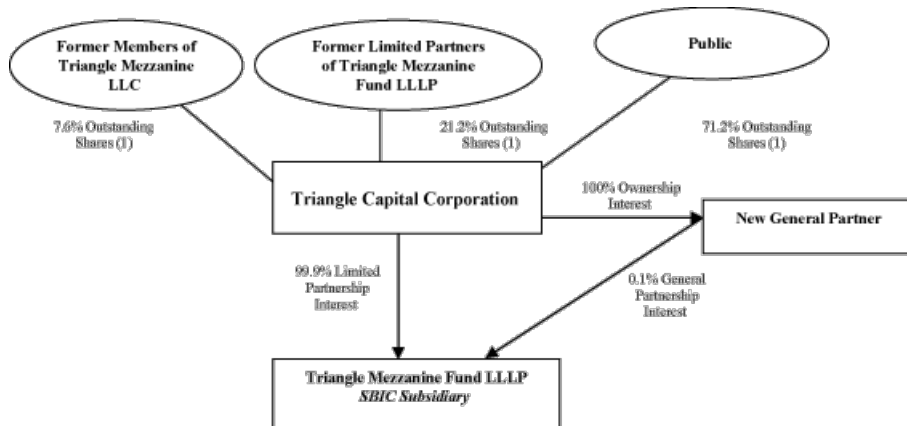 Former Members of
Triangle Mezzanine
LLC
Former Limited Partners
of Triangle Mezzanine
Fund LLLP
Public
7.6% Outstanding
Shares (1)
21.2% Outstanding
Shares (1)
71.2% Outstanding
Shares (1)
Triangle Capital Corporation
100% Ownership
Interest
New General Partner
99.9% Limited
Partnership
Interest
0.1% General
Partnership
Interest
Triangle Mezzanine Fund LLLP
SBIC Subsidiary